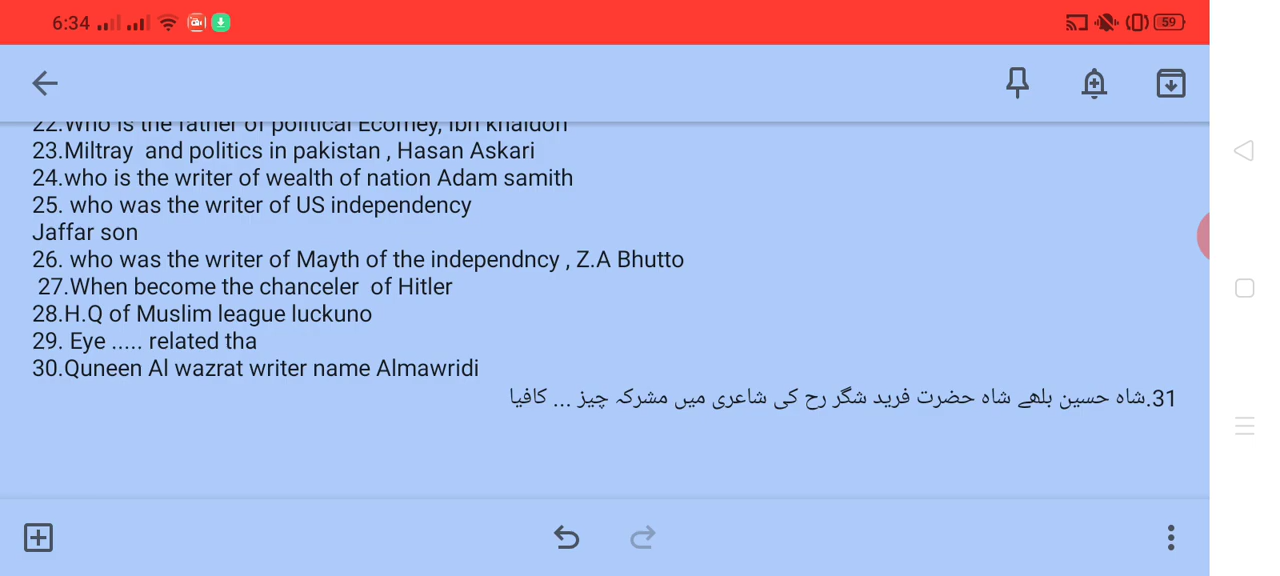 6:34
59
22.Who is the father of political Ecomey, Ibn khaldon
23.Miltray and politics in pakistan , Hasan Askari
24.who is the writer of wealth of nation Adam samith
25. who was the writer of US independency
Jaffar son
26. who was the writer of Mayth of the independncy , Z.A Bhutto
27.When become the chanceler of Hitler
28.H.Q of Muslim league luckuno
29. Eye ..... related tha
30.Quneen Al wazrat writer name Almawridi
31.شاہ حسین بلھے شاہ حضرت فرید شگر رح کی شاعری میں مشرکہ چیز ... کافیا